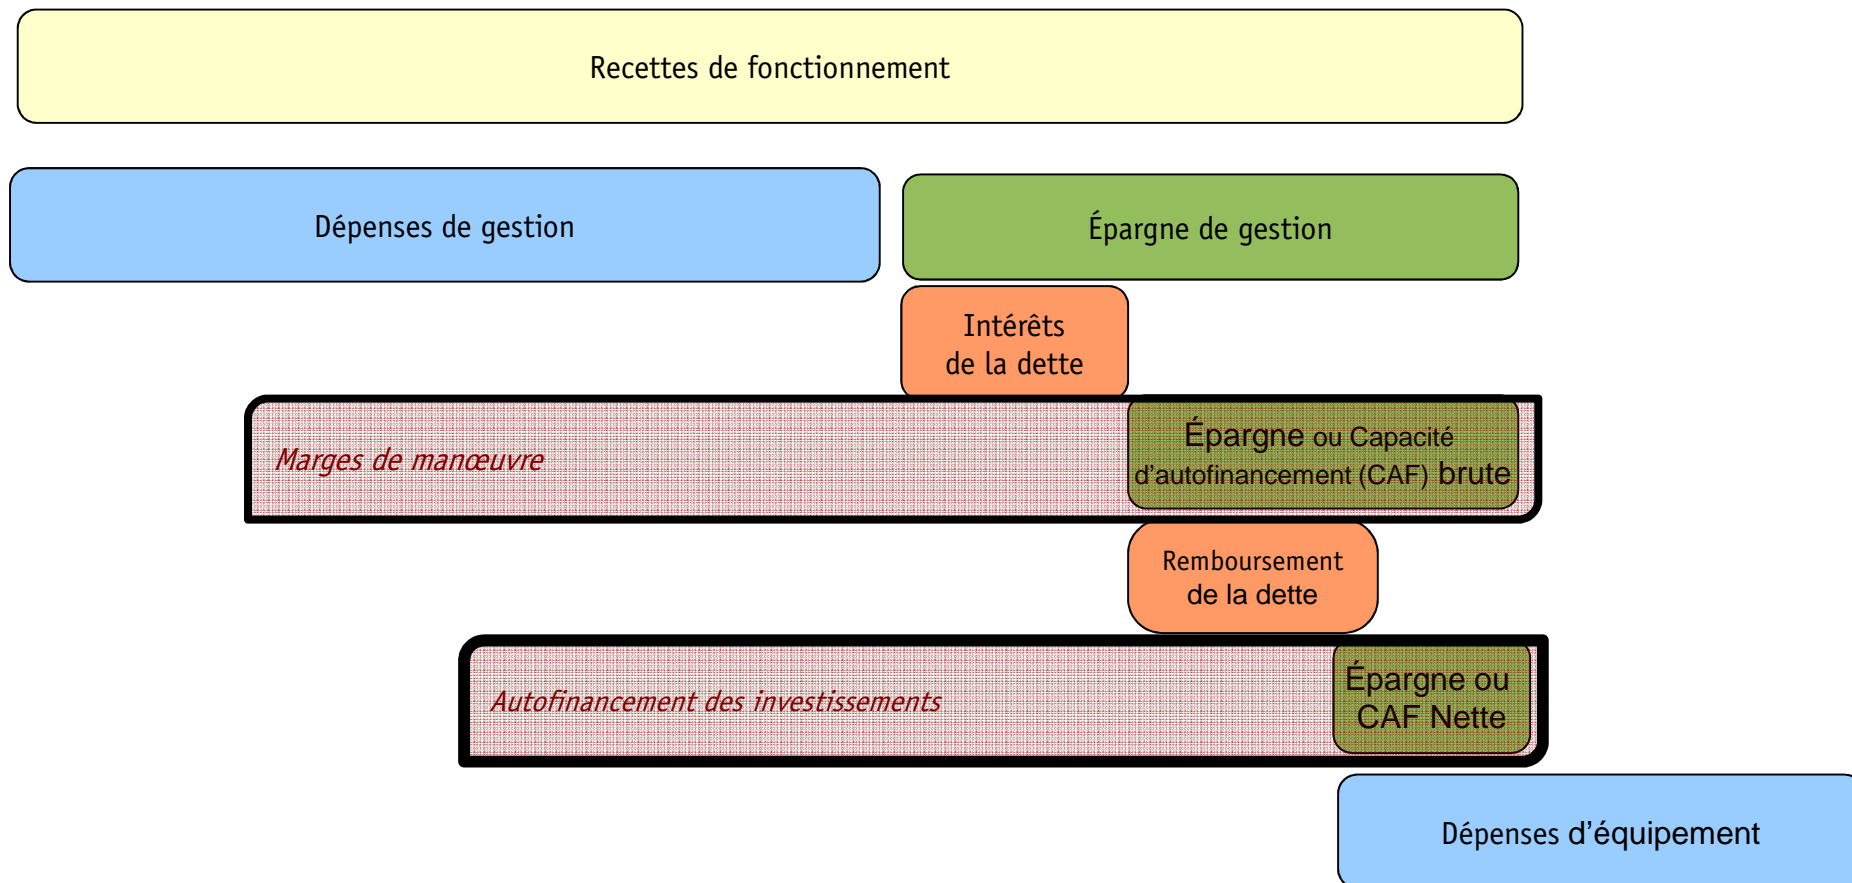 Recettes de fonctionnement
Dépenses de gestion
Épargne de gestion
Intérêts
de la dette
Marges de manœuvre
Épargne ou Capacité
d’autofinancement (CAF) brute
Remboursement
de la dette
Autofinancement des investissements
Épargne ou
CAF Nette
Dépenses d’équipement